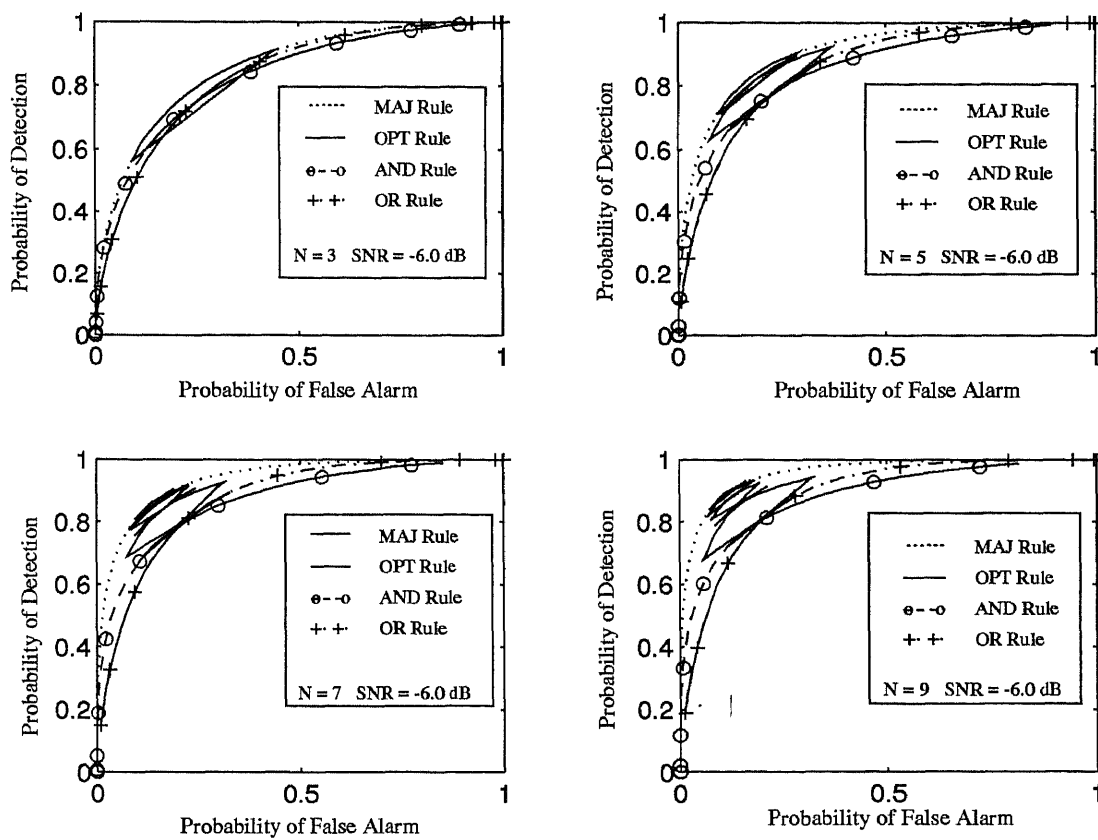 1
0.8
0.6
0.4
0.2
0
0
0.5
1
Probability of Detection
Probability of False Alarm
MAJ Rule
OPT Rule
AND Rule
OR Rule
N = 3 SNR = -6.0 dB
1
0.8
0.6
0.4
0.2
0
0
0.5
1
Probability of Detection
Probability of False Alarm
MAJ Rule
OPT Rule
AND Rule
OR Rule
N = 5 SNR = -6.0 dB
1
0.8
0.6
0.4
0.2
0
0
0.5
1
Probability of Detection
Probability of False Alarm
MAJ Rule
OPT Rule
AND Rule
OR Rule
N = 7 SNR = -6.0 dB
1
0.8
0.6
0.4
0.2
0
0
0.5
1
Probability of Detection
Probability of False Alarm
MAJ Rule
OPT Rule
AND Rule
OR Rule
N = 9 SNR = -6.0 dB